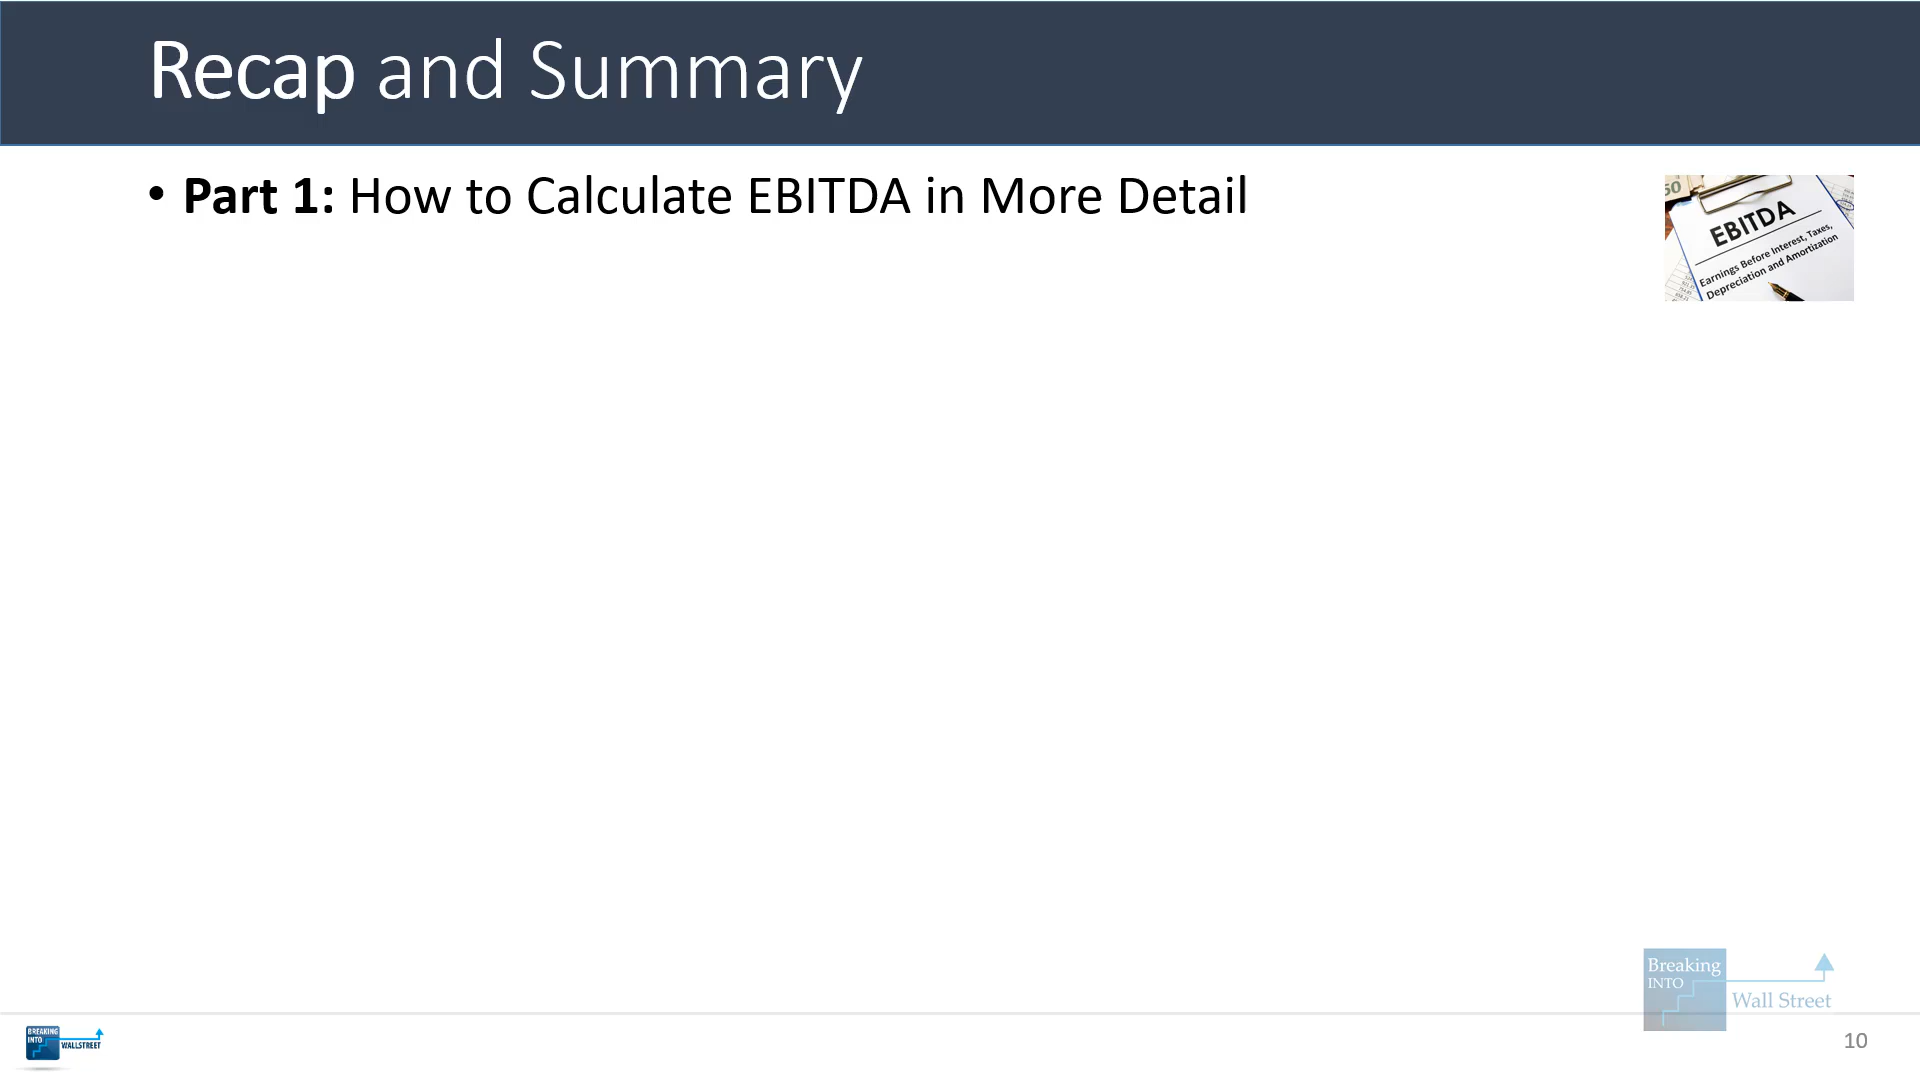 Recap and Summary
• Part 1: How to Calculate EBITDA in More Detail
50
EBITDA
Earnings Before Interest, Taxes,
Depreciation and Amortization
Breaking
INTO
Wall Street
BREAKING
INTO
WALLSTREET
10